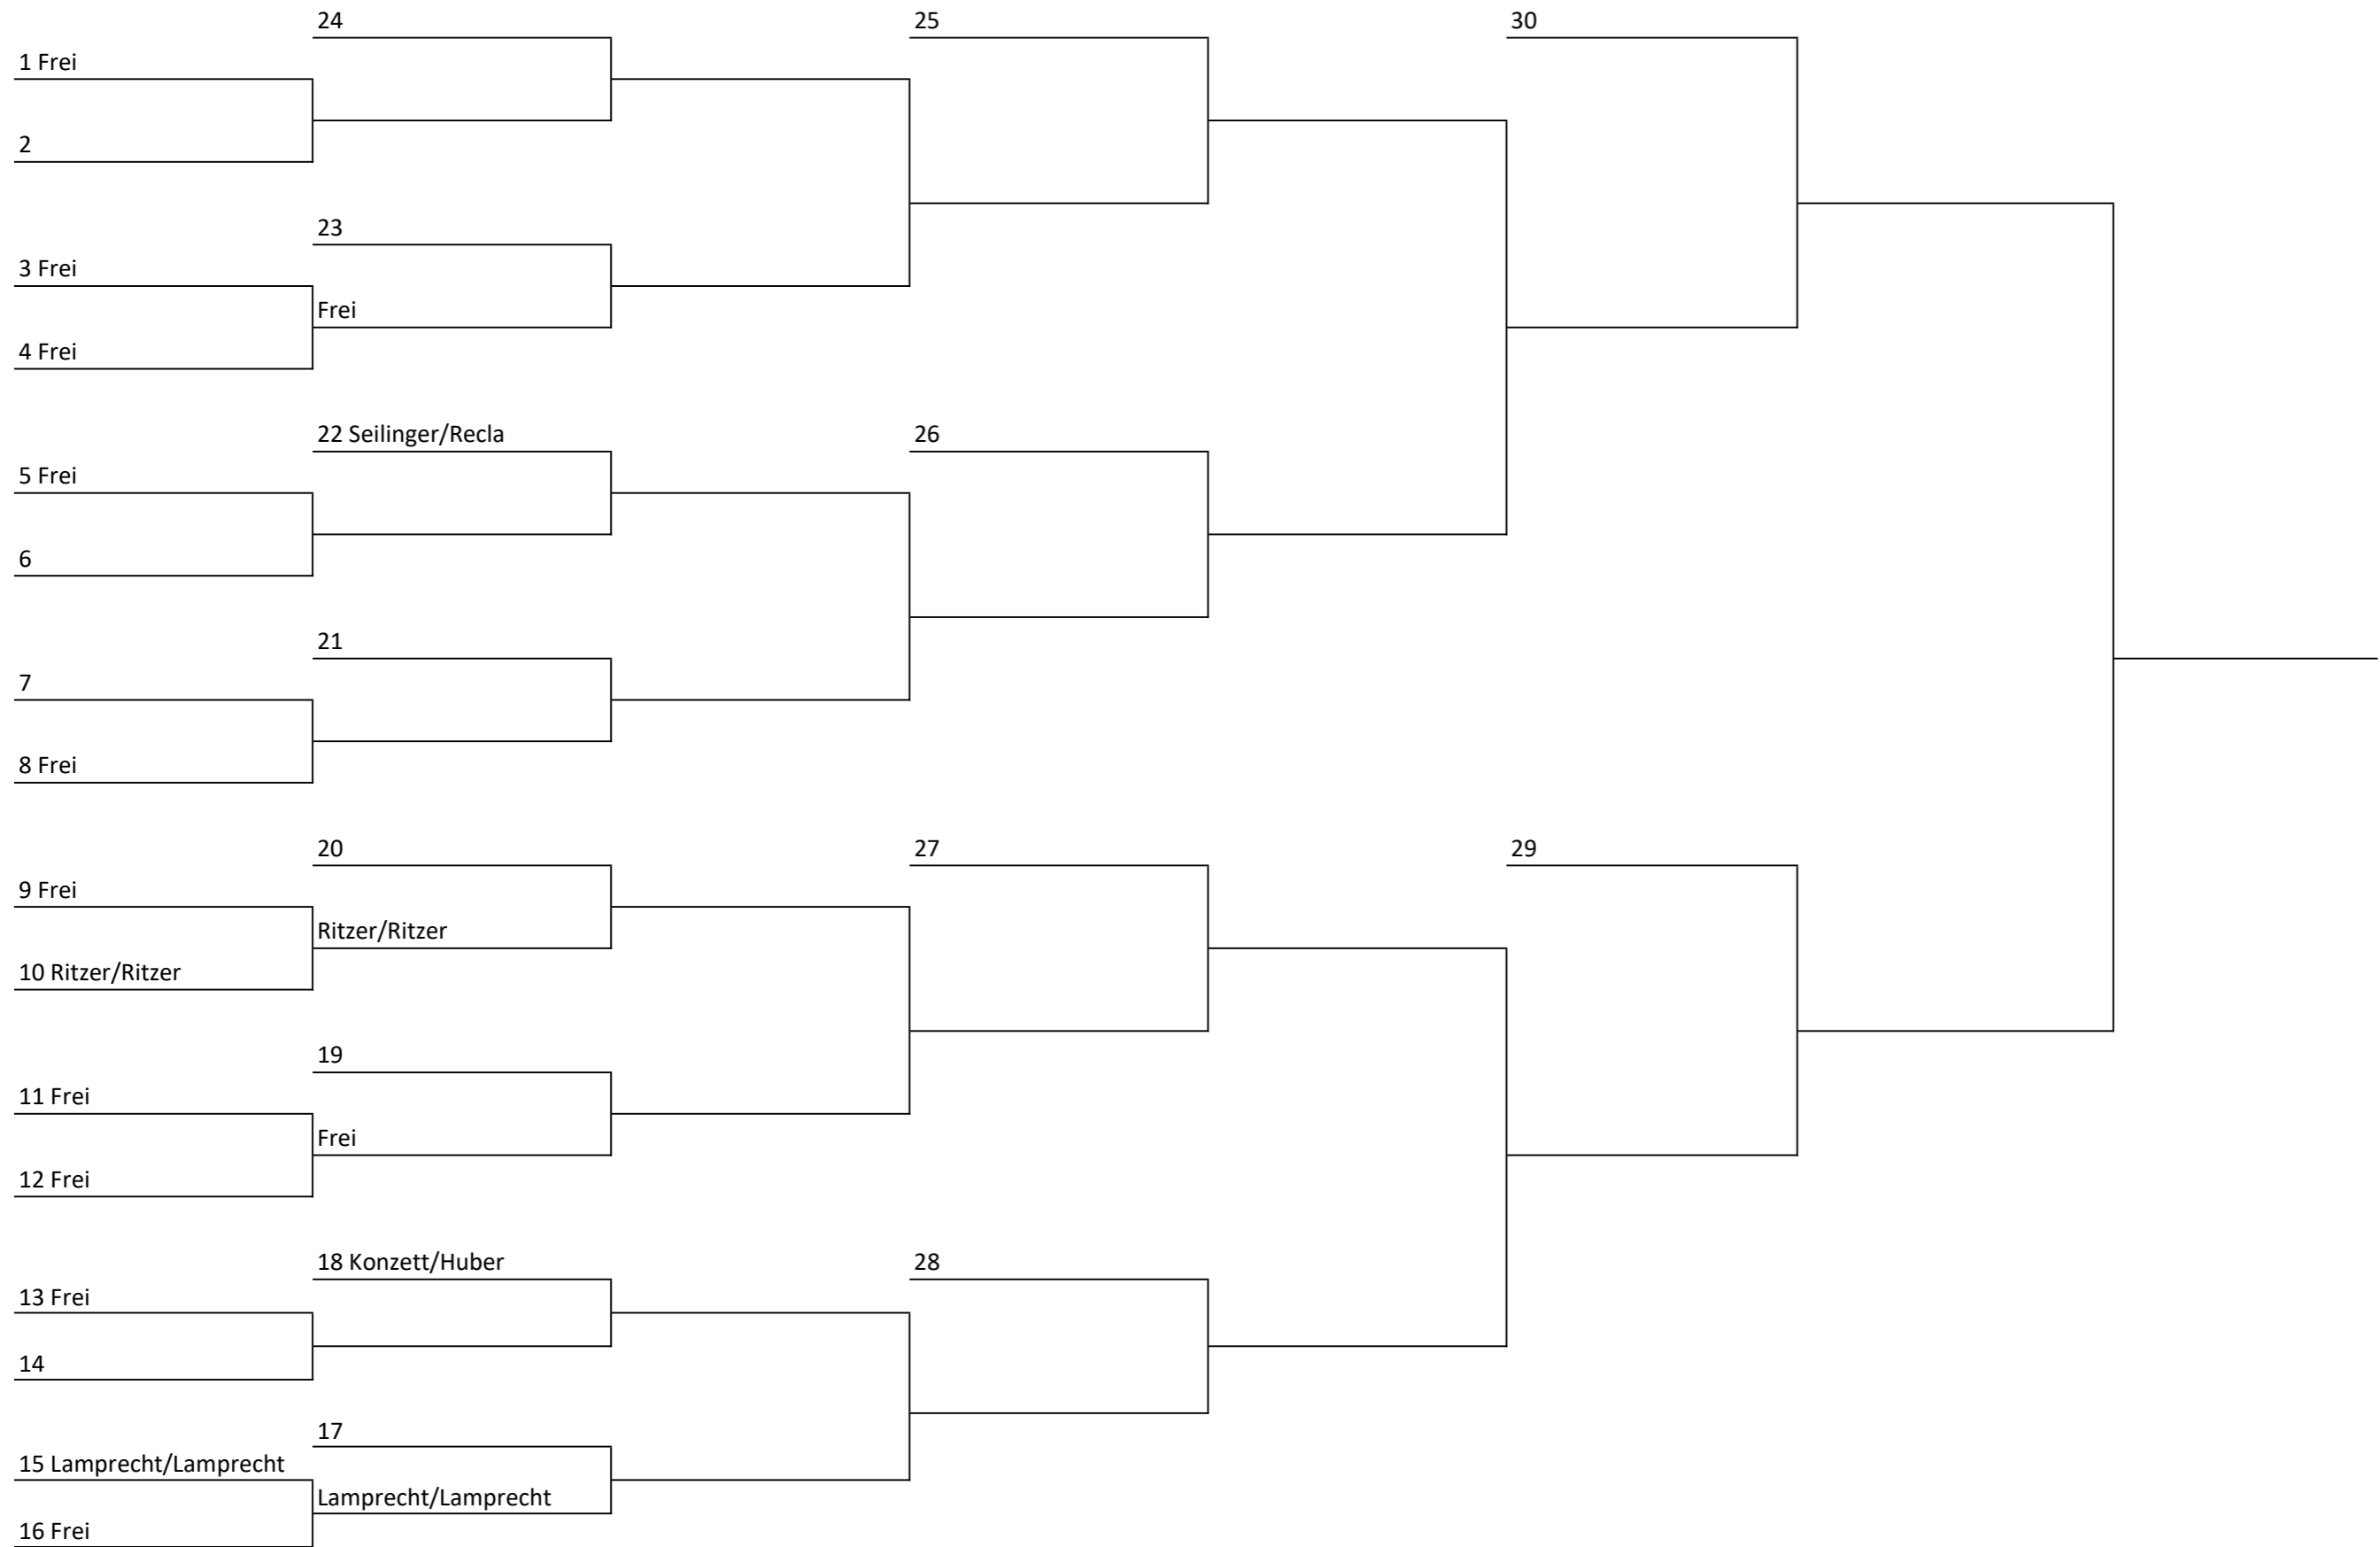 24
25
30
1 Frei
2
23
3 Frei
Frei
4 Frei
22 Seilinger/Recla
26
5 Frei
6
21
7
8 Frei
20
27
29
9 Frei
Ritzer/Ritzer
10 Ritzer/Ritzer
19
11 Frei
Frei
12 Frei
18 Konzett/Huber
28
13 Frei
14
17
15 Lamprecht/Lamprecht
Lamprecht/Lamprecht
16 Frei